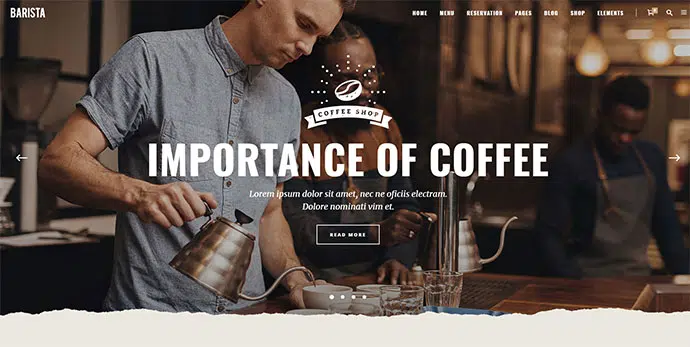 BARISTA
HOME MENU RESERVATION PAGES BLOG SHOP ELEMENTS
COFFEE SHOP
IMPORTANCE OF COFFEE
Lorem ipsum dolor sit amet, nec ne oficiis electram.
Dolore nominati vim et.
READ MORE